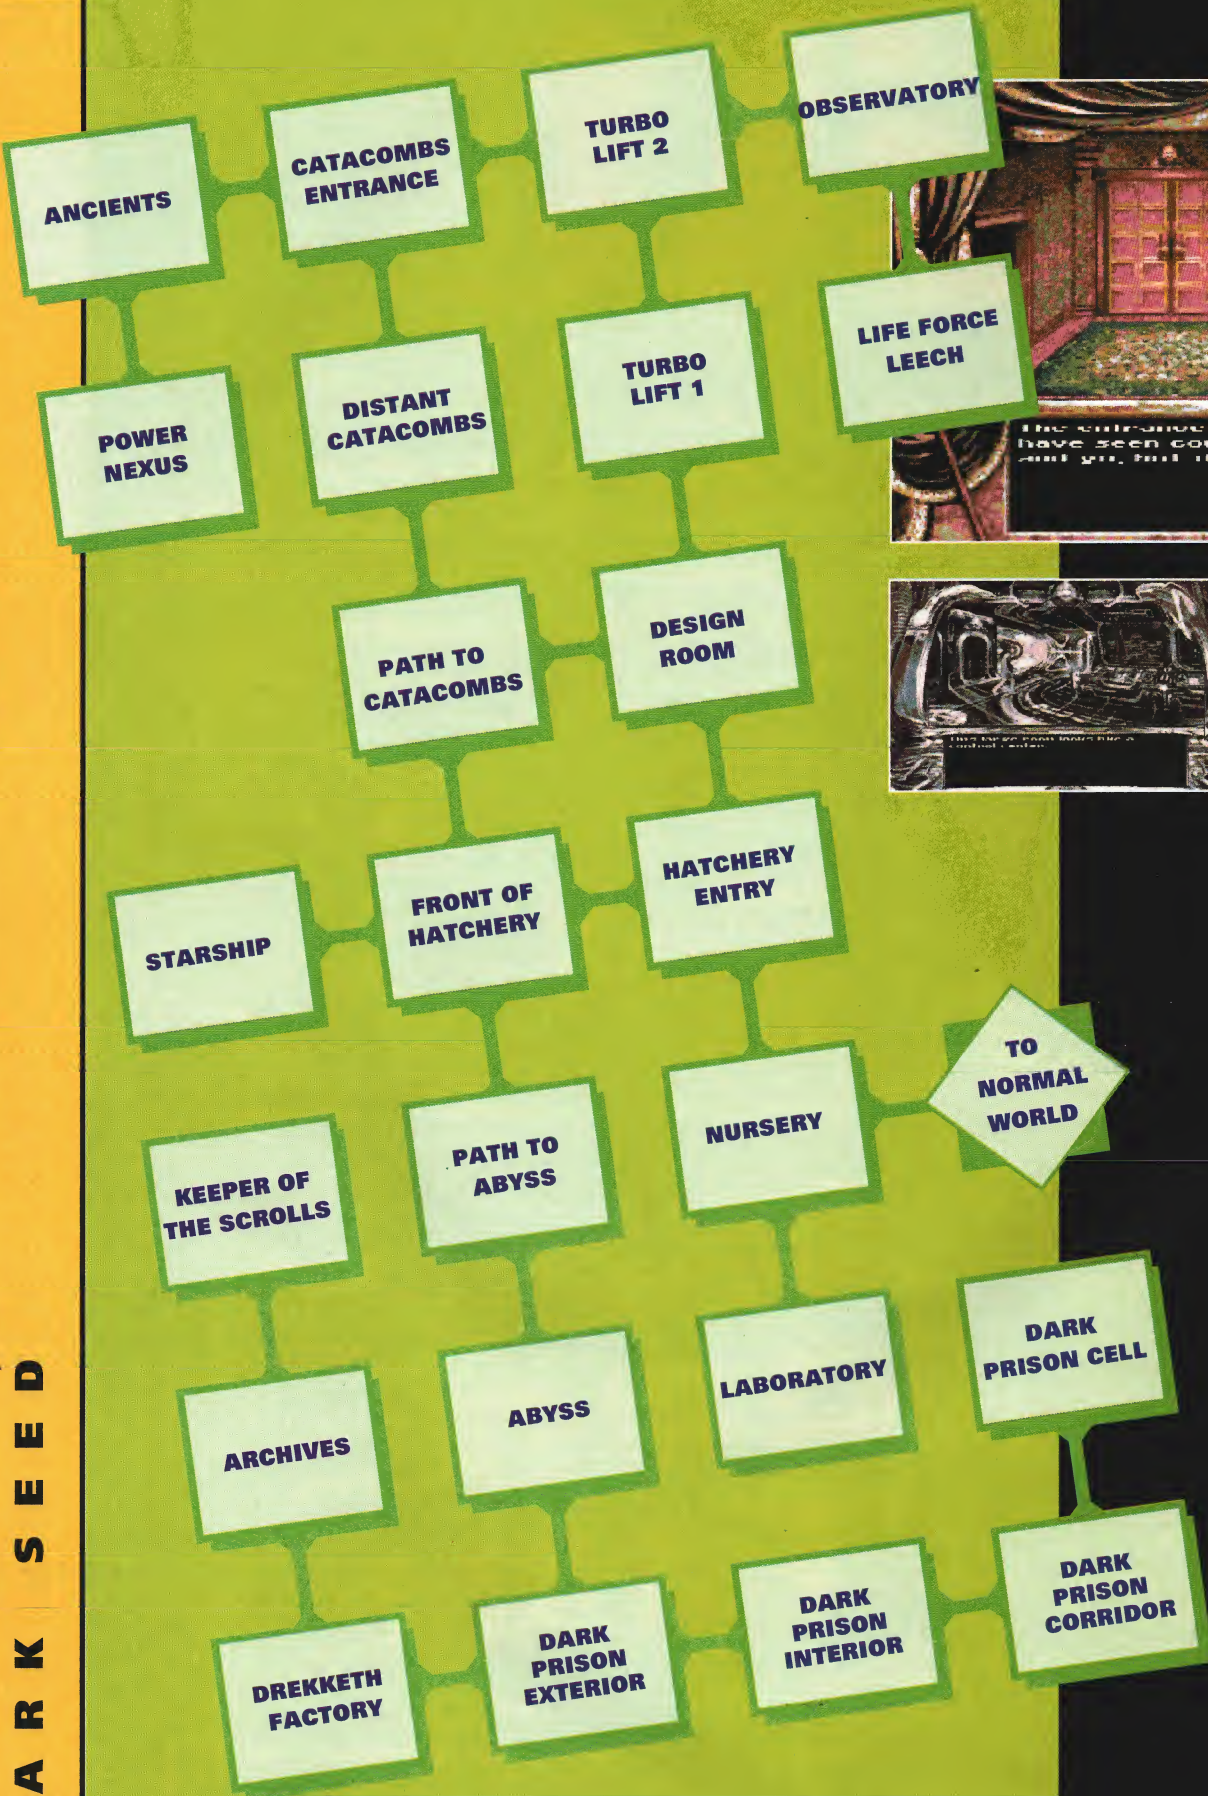 OBSERVATORY
TURBO
LIFT 2
CATACOMBS
ENTRANCE
ANCIENTS
LIFE FORCE
LEECH
TURBO
LIFT 1
DISTANT
CATACOMBS
POWER
NEXUS
The entrance
have seen
DESIGN
ROOM
PATH TO
CATACOMBS
HATCHERY
ENTRY
FRONT OF
HATCHERY
STARSHIP
TO
NORMAL
WORLD
NURSERY
PATH TO
ABYSS
KEEPER OF
THE SCROLLS
DARK
PRISON CELL
LABORATORY
ABYSS
ARCHIVES
DARK
PRISON
CORRIDOR
DARK
PRISON
INTERIOR
DARK
PRISON
EXTERIOR
DREKKETH
FACTORY
ARK SEED